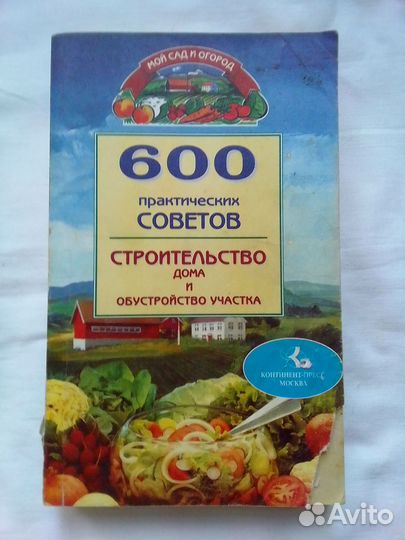 МОЙ САД И ОГОРОД
600
практических
СОВЕТОВ
СТРОИТЕЛЬСТВО
ДОМА
И
ОБУСТРОЙСТВО УЧАСТКА
КОНТИНЕНТ-ПРЕСС
МОСКВА
Avito